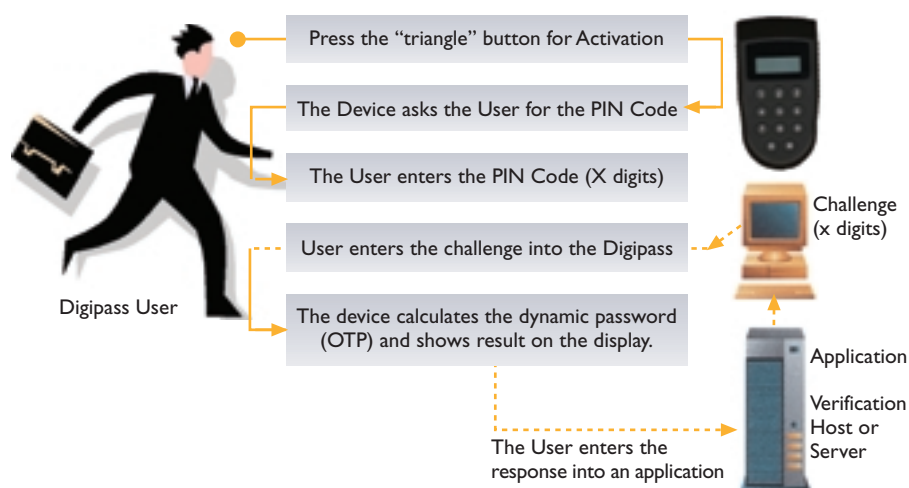 Press the “triangle” button for Activation
The Device asks the User for the PIN Code
The User enters the PIN Code (X digits)
Challenge
(x digits)
User enters the challenge into the Digipass
Digipass User
The device calculates the dynamic password
(OTP) and shows result on the display.
Application
Verification
Host or
Server
The User enters the
response into an application